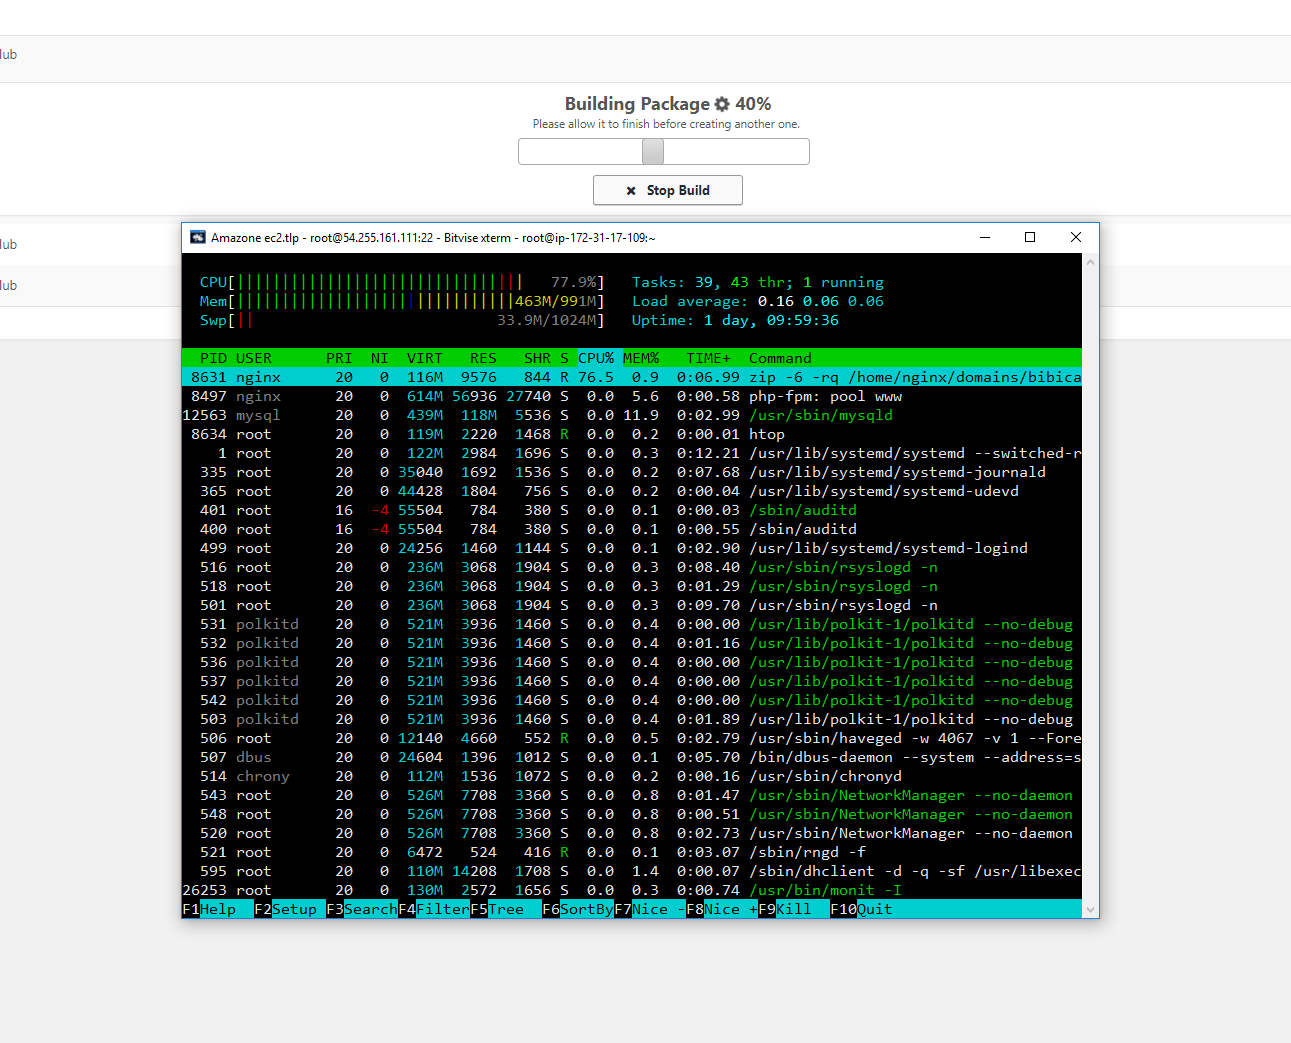 lub
Building Package 40%
Please allow it to finish before creating another one.
Stop Build
lub
lub
Amazone ec2.tlp - root@54.255.161.111:22 - Bitvise xterm - root@ip-172-31-17-109:~
CPU[|||||||||||||||||||||||||||||||| 77.9%] Tasks: 39, 43 thr; 1 running
Mem[|||||||||||||||||||||||||||||||463M/991M] Load average: 0.16 0.06 0.06
Swp[|| 33.9M/1024M] Uptime: 1 day, 09:59:36
PID USER PRI NI VIRT RES SHR S CPU% MEM% TIME+ Command
8631 nginx 20 0 116M 9576 844 R 76.5 0.9 0:06.99 zip -6 -rq /home/nginx/domains/bibica
8497 nginx 20 0 614M 56936 27740 S 0.0 5.6 0:00.58 php-fpm: pool www
12563 mysql 20 0 439M 118M 5536 S 0.0 11.9 0:02.99 /usr/sbin/mysqld
8634 root 20 0 119M 2220 1468 R 0.0 0.2 0:00.01 htop
1 root 20 0 122M 2984 1696 S 0.0 0.3 0:12.21 /usr/lib/systemd/systemd --switched-r
335 root 20 0 35040 1692 1536 S 0.0 0.2 0:07.68 /usr/lib/systemd/systemd-journald
365 root 20 0 44428 1804 756 S 0.0 0.2 0:00.04 /usr/lib/systemd/systemd-udevd
401 root 16 -4 55504 784 380 S 0.0 0.1 0:00.03 /sbin/auditd
400 root 16 -4 55504 784 380 S 0.0 0.1 0:00.55 /sbin/auditd
499 root 20 0 24256 1460 1144 S 0.0 0.1 0:02.90 /usr/lib/systemd/systemd-logind
516 root 20 0 236M 3068 1904 S 0.0 0.3 0:08.40 /usr/sbin/rsyslogd -n
518 root 20 0 236M 3068 1904 S 0.0 0.3 0:01.29 /usr/sbin/rsyslogd -n
501 root 20 0 236M 3068 1904 S 0.0 0.3 0:09.70 /usr/sbin/rsyslogd -n
531 polkitd 20 0 521M 3936 1460 S 0.0 0.4 0:00.00 /usr/lib/polkit-1/polkitd --no-debug
532 polkitd 20 0 521M 3936 1460 S 0.0 0.4 0:01.16 /usr/lib/polkit-1/polkitd --no-debug
536 polkitd 20 0 521M 3936 1460 S 0.0 0.4 0:00.00 /usr/lib/polkit-1/polkitd --no-debug
537 polkitd 20 0 521M 3936 1460 S 0.0 0.4 0:00.00 /usr/lib/polkit-1/polkitd --no-debug
542 polkitd 20 0 521M 3936 1460 S 0.0 0.4 0:00.00 /usr/lib/polkit-1/polkitd --no-debug
503 polkitd 20 0 521M 3936 1460 S 0.0 0.4 0:01.89 /usr/lib/polkit-1/polkitd --no-debug
506 root 20 0 12140 4660 552 R 0.0 0.5 0:02.79 /usr/sbin/haveged -w 4067 -v 1 --Fore
507 dbus 20 0 24604 1396 1012 S 0.0 0.1 0:05.70 /bin/dbus-daemon --system --address=s
514 chrony 20 0 112M 1536 1072 S 0.0 0.2 0:00.16 /usr/sbin/chronyd
543 root 20 0 526M 7708 3360 S 0.0 0.8 0:01.47 /usr/sbin/NetworkManager --no-daemon
548 root 20 0 526M 7708 3360 S 0.0 0.8 0:00.51 /usr/sbin/NetworkManager --no-daemon
520 root 20 0 526M 7708 3360 S 0.0 0.8 0:02.73 /usr/sbin/NetworkManager --no-daemon
521 root 20 0 6472 524 416 R 0.0 0.1 0:03.07 /sbin/rngd -f
595 root 20 0 110M 14208 1708 S 0.0 1.4 0:00.07 /sbin/dhclient -d -q -sf /usr/libexec
26253 root 20 0 130M 2572 1656 S 0.0 0.3 0:00.74 /usr/bin/monit -I
F1Help F2Setup F3SearchF4FilterF5Tree F6SortByF7Nice -F8Nice +F9Kill F10Quit